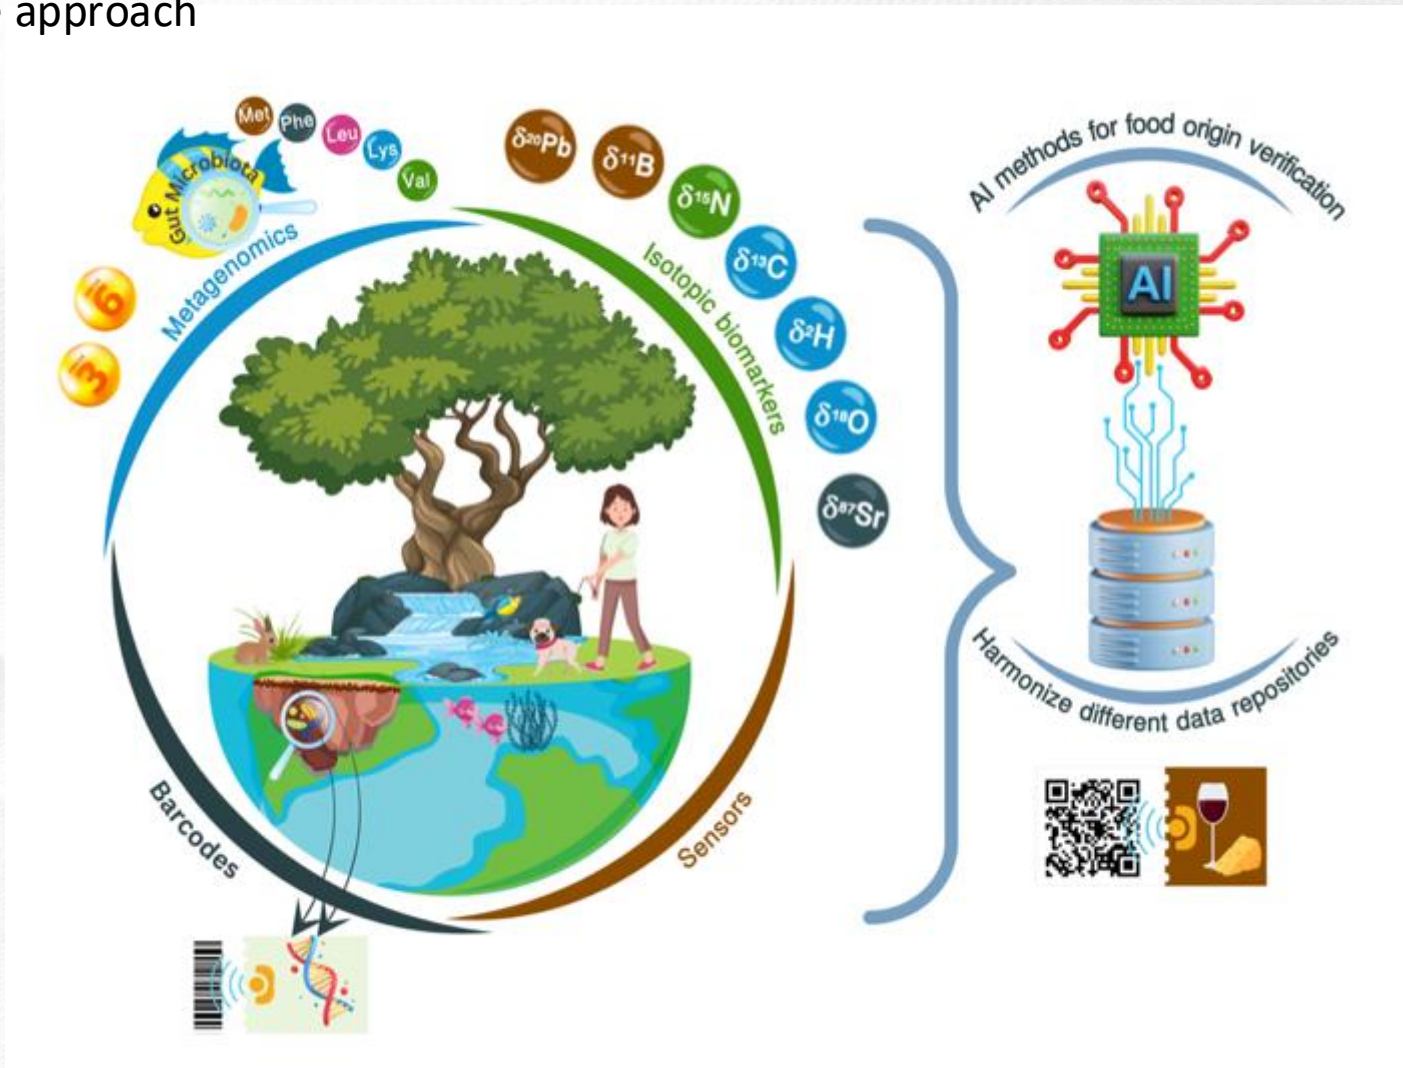 approach
Met
Phe
Leu
Lys
Val
Gut Microbiota
Metagenomics
δ²⁰Pb
δ¹¹B
δ¹⁵N
δ¹³C
δ²H
δ¹⁸O
δ⁸⁷Sr
Isotopic biomarkers
Barcodes
Sensors
AI methods for food origin verification
AI
Harmonize different data repositories